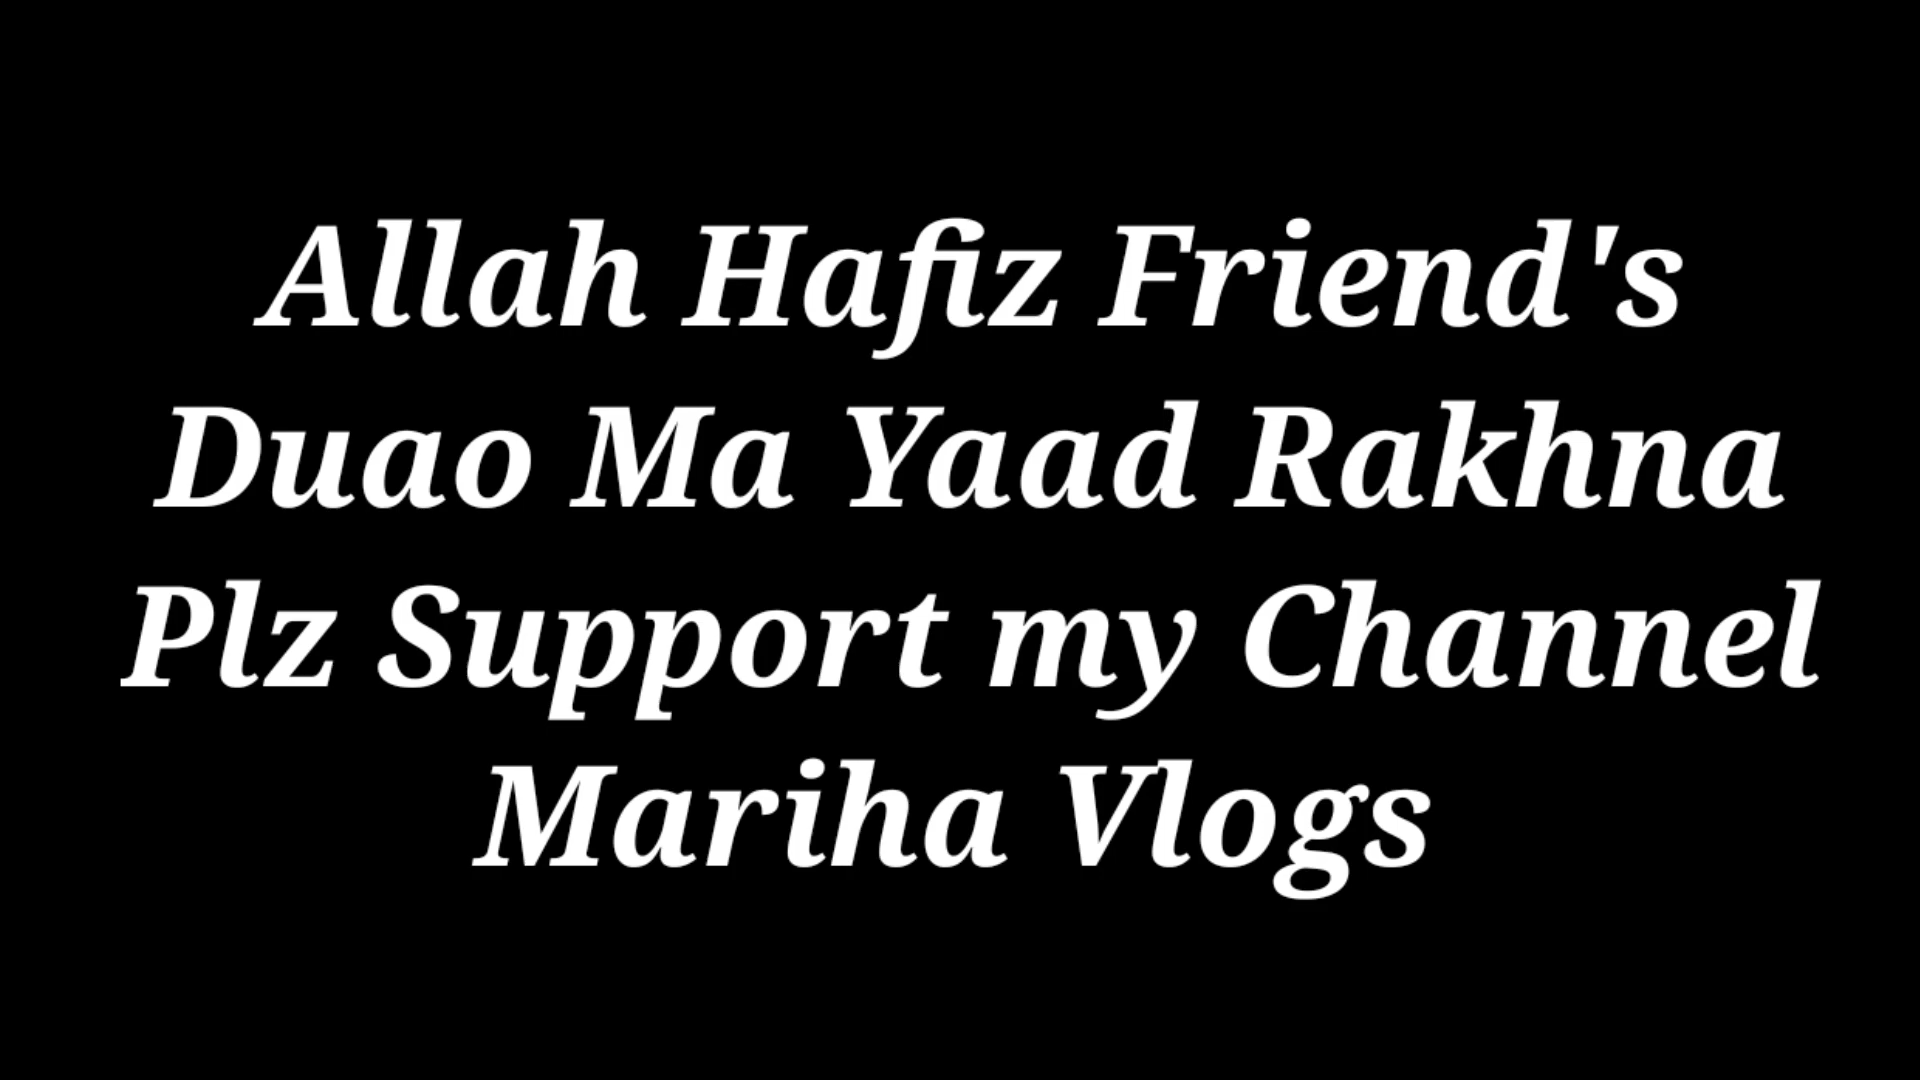 Allah Hafiz Friend's
Duao Ma Yaad Rakhna
Plz Support my Channel
Mariha Vlogs